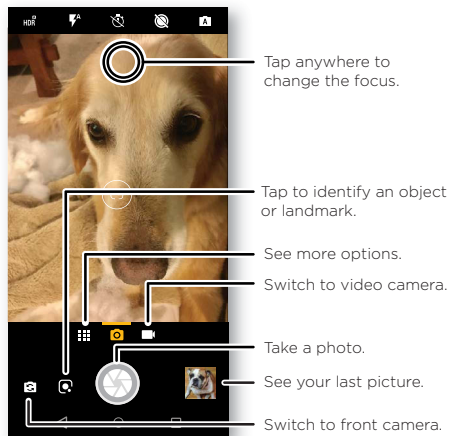 HDR
A
A
Tap anywhere to
change the focus.
Tap to identify an object
or landmark.
See more options.
Switch to video camera.
Take a photo.
See your last picture.
Switch to front camera.